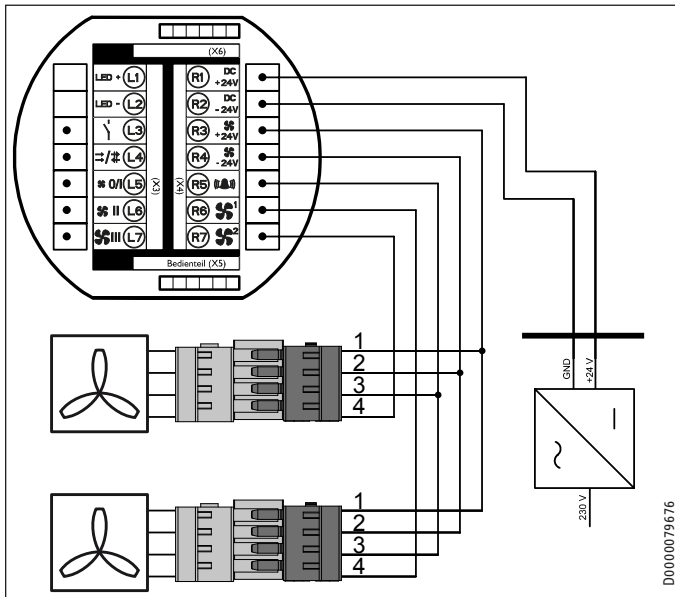 (X6)
LED + L1 R1 DC +24V
LED - L2 R2 DC -24V
L3 R3 +24V
L4 R4 -24V
0/I L5 R5
II L6 R6 1
III L7 R7 2
(X3) (X4)
Bedienteil (X5)
1
2
3
4
GND
+24 V
230 V
1
2
3
4
D0000079676